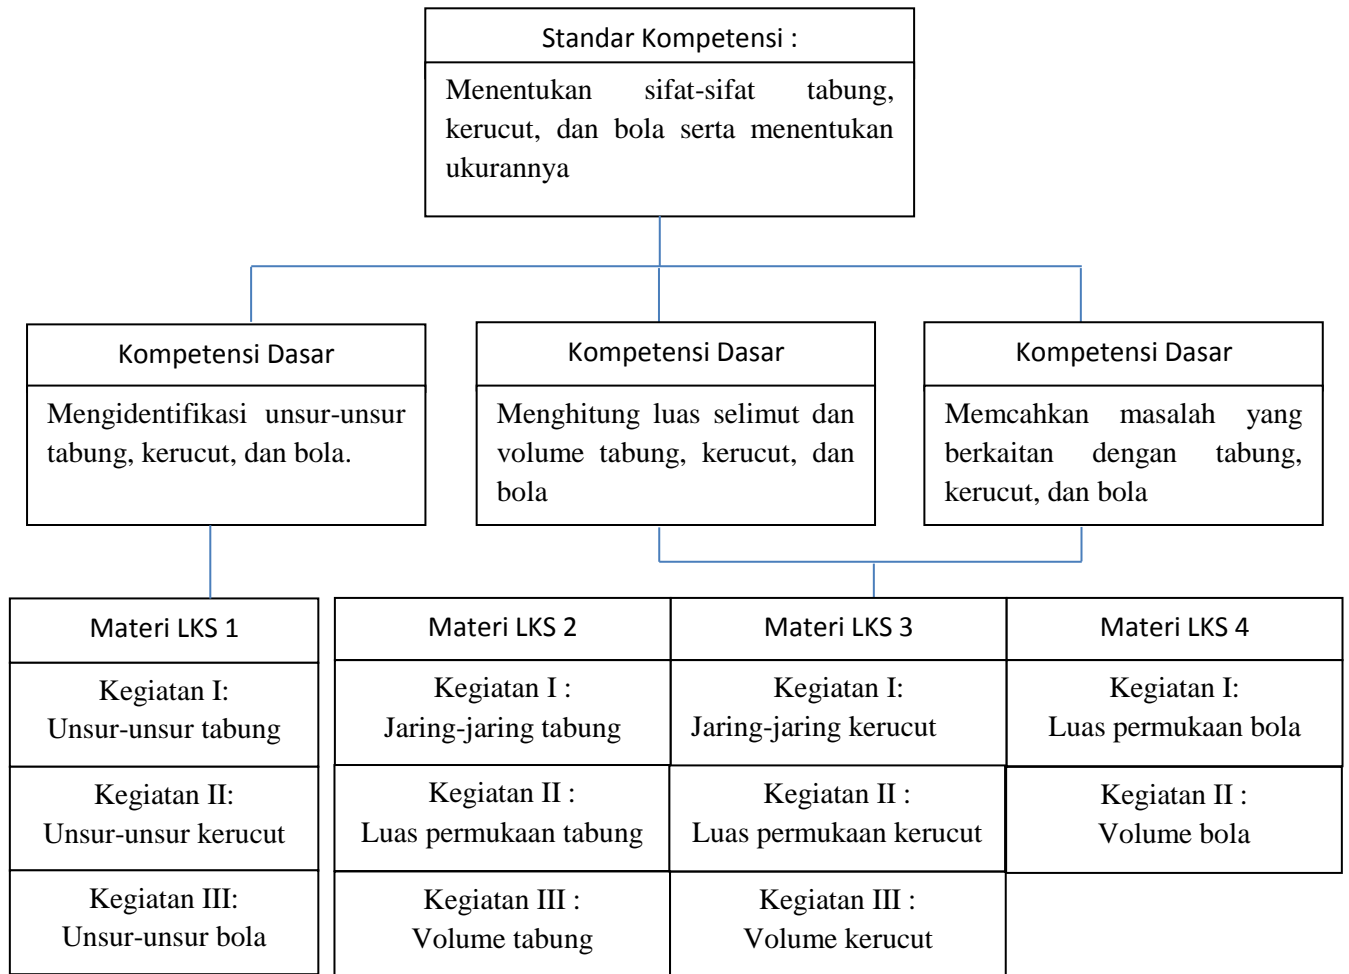 Standar Kompetensi :
Menentukan sifat-sifat tabung,
kerucut, dan bola serta menentukan
ukurannya
Kompetensi Dasar
Mengidentifikasi unsur-unsur
tabung, kerucut, dan bola.
Kompetensi Dasar
Menghitung luas selimut dan
volume tabung, kerucut, dan
bola
Kompetensi Dasar
Memcahkan masalah yang
berkaitan dengan tabung,
kerucut, dan bola
Materi LKS 1
Kegiatan I:
Unsur-unsur tabung
Kegiatan II:
Unsur-unsur kerucut
Kegiatan III:
Unsur-unsur bola
Materi LKS 2
Kegiatan I :
Jaring-jaring tabung
Kegiatan II :
Luas permukaan tabung
Kegiatan III :
Volume tabung
Materi LKS 3
Kegiatan I:
Jaring-jaring kerucut
Kegiatan II :
Luas permukaan kerucut
Kegiatan III :
Volume kerucut
Materi LKS 4
Kegiatan I:
Luas permukaan bola
Kegiatan II :
Volume bola